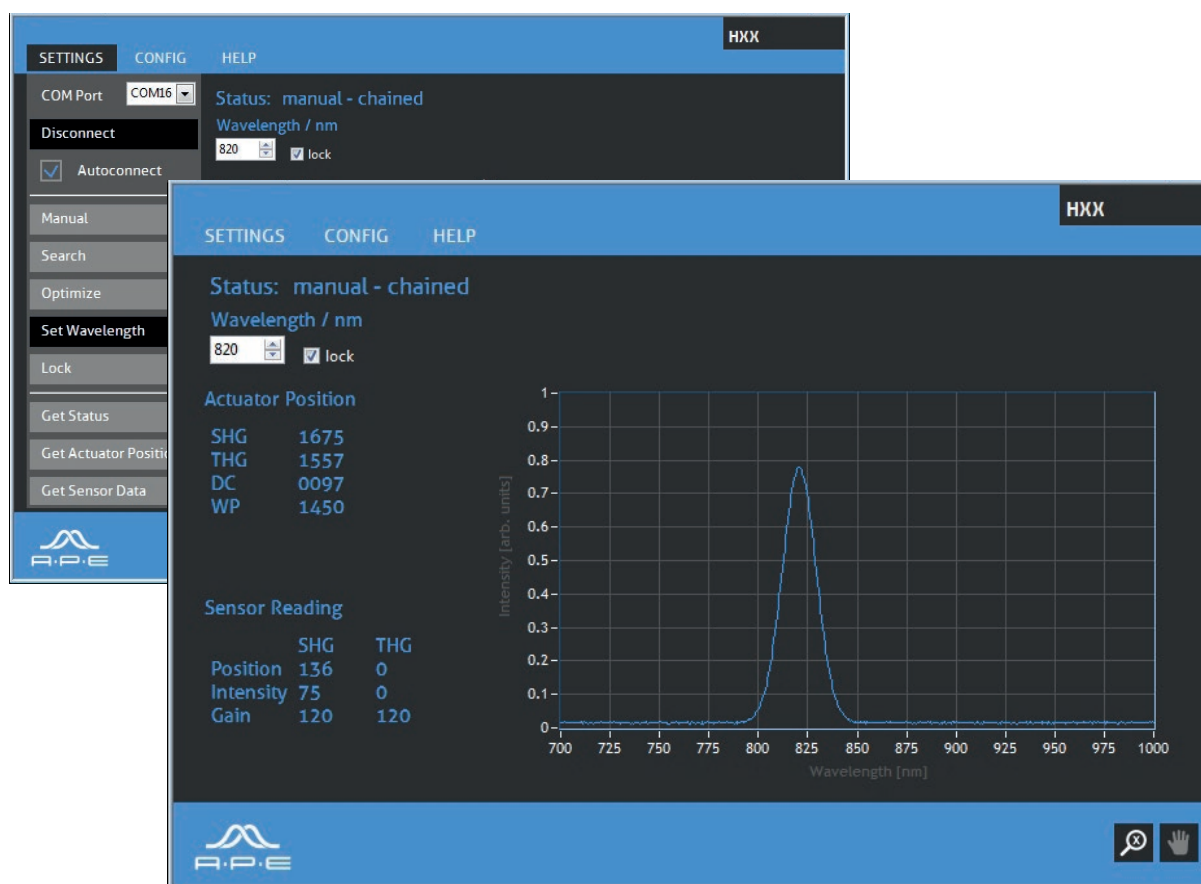 HXX
SETTINGS CONFIG HELP
COM Port COM16
Status: manual - chained
Disconnect
Wavelength / nm
820 lock
Autoconnect
Manual
Search
Optimize
Set Wavelength
Lock
Get Status
Get Actuator Positi
Get Sensor Data
A·P·E
HXX
SETTINGS CONFIG HELP
Status: manual - chained
Wavelength / nm
820 lock
Actuator Position
SHG 1675
THG 1557
DC 0097
WP 1450
Sensor Reading
SHG THG
Position 136 0
Intensity 75 0
Gain 120 120
Intensity [arb. units]
1
0.9
0.8
0.7
0.6
0.5
0.4
0.3
0.2
0.1
0
700 725 750 775 800 825 850 875 900 925 950 975 1000
Wavelength [nm]
A·P·E